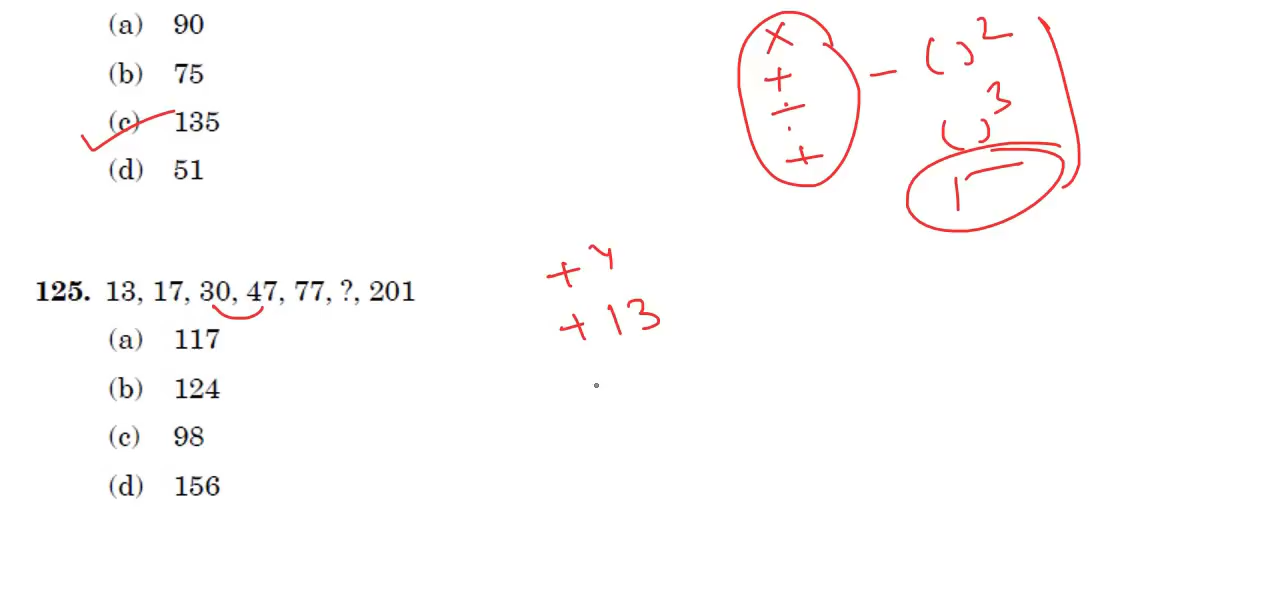 (a) 90
(b) 75
(c) 135
(d) 51
×
+
÷
+
- ( )²
( )³
√
125. 13, 17, 30, 47, 77, ?, 201
(a) 117
(b) 124
(c) 98
(d) 156
+4
+13